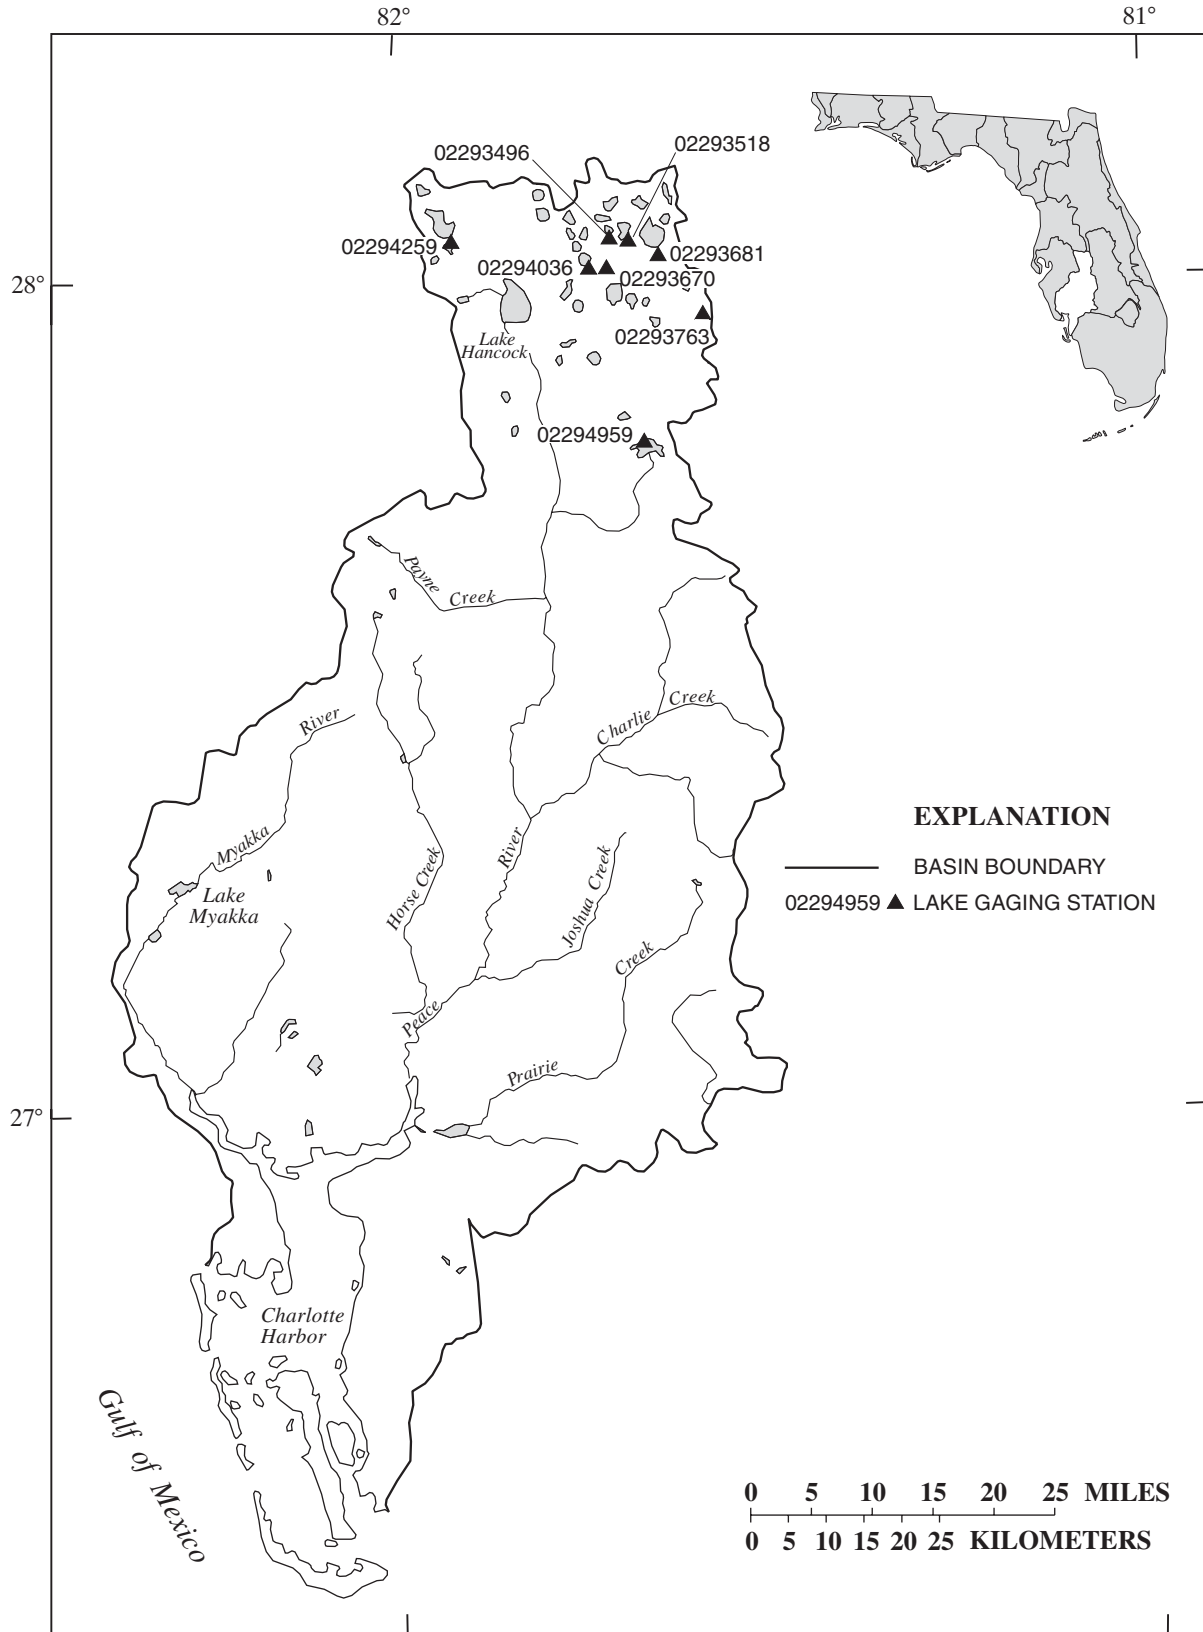 82°
81°
02293518
02293496
02294259
02293681
02294036
02293670
28°
02293763
Lake
Hancock
02294959
Payne
Creek
Creek
River
Charlie
EXPLANATION
Myakka
River
Horse Creek
Joshua Creek
BASIN BOUNDARY
Lake
Myakka
02294959 ▲ LAKE GAGING STATION
Creek
Peace
Prairie
27°
Charlotte
Harbor
Gulf of Mexico
0 5 10 15 20 25 MILES
0 5 10 15 20 25 KILOMETERS